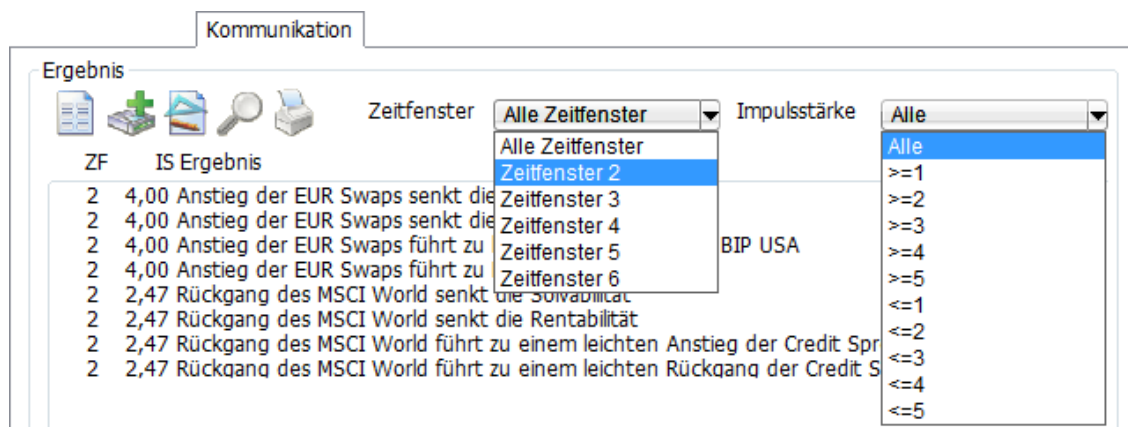 Kommunikation
Ergebnis
Zeitfenster Alle Zeitfenster Impulsstärke Alle
ZF IS Ergebnis
Alle Zeitfenster
Zeitfenster 2
Zeitfenster 3
Zeitfenster 4
Zeitfenster 5
Zeitfenster 6
Alle
>=1
>=2
>=3
>=4
>=5
<=1
<=2
<=3
<=4
<=5
2 4,00 Anstieg der EUR Swaps senkt die
2 4,00 Anstieg der EUR Swaps senkt die
2 4,00 Anstieg der EUR Swaps führt zu BIP USA
2 4,00 Anstieg der EUR Swaps führt zu
2 2,47 Rückgang des MSCI World senkt die Solvabilität
2 2,47 Rückgang des MSCI World senkt die Rentabilität
2 2,47 Rückgang des MSCI World führt zu einem leichten Anstieg der Credit Spr
2 2,47 Rückgang des MSCI World führt zu einem leichten Rückgang der Credit S